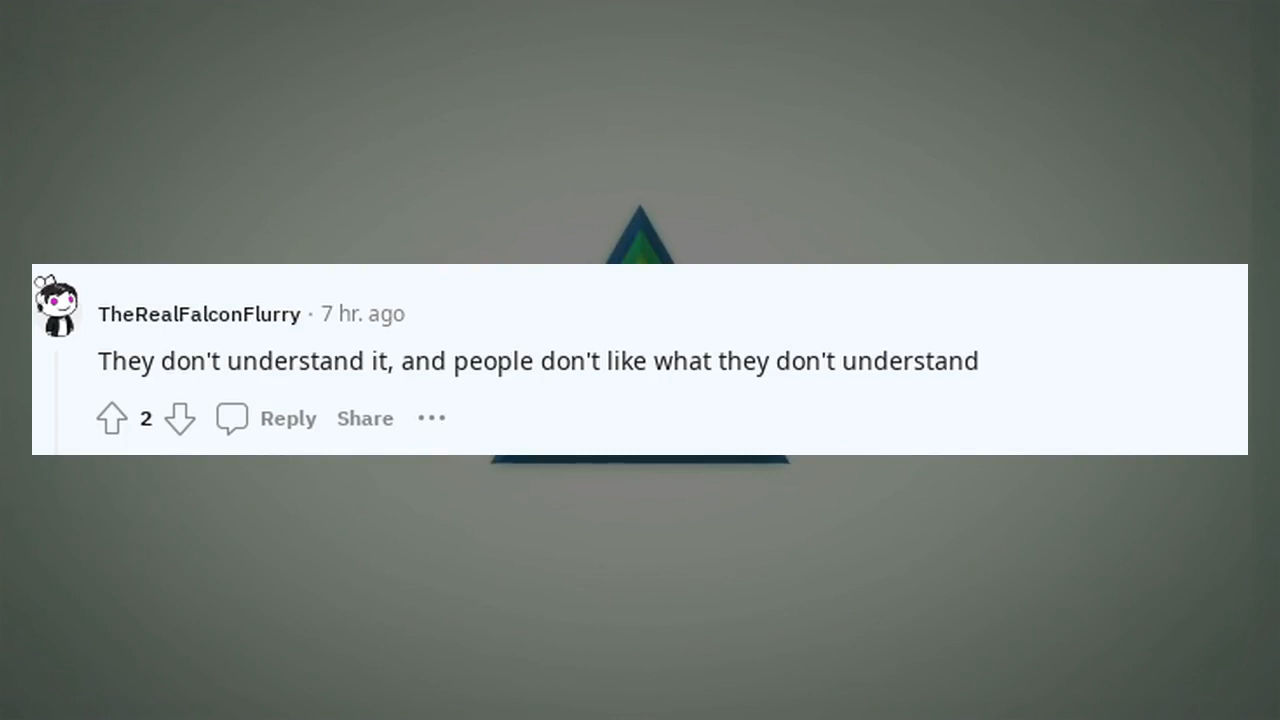 TheRealFalconFlurry · 7 hr. ago
They don't understand it, and people don't like what they don't understand
2 Reply Share •••